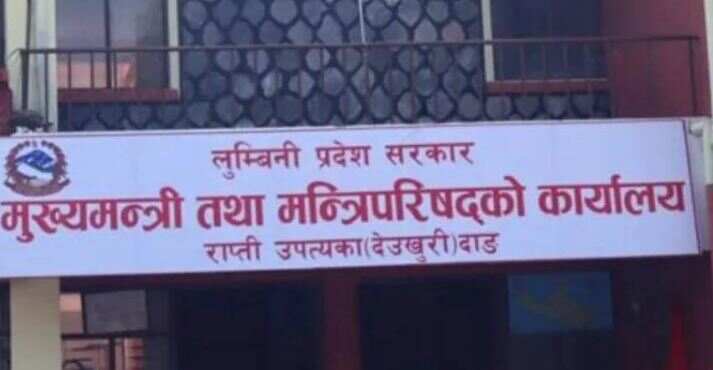 लुम्बिनी प्रदेश सरकार
मुख्यमन्त्री तथा मन्त्रिपरिषद्को कार्यालय
राप्ती उपत्यका(देउखुरी)दाङ